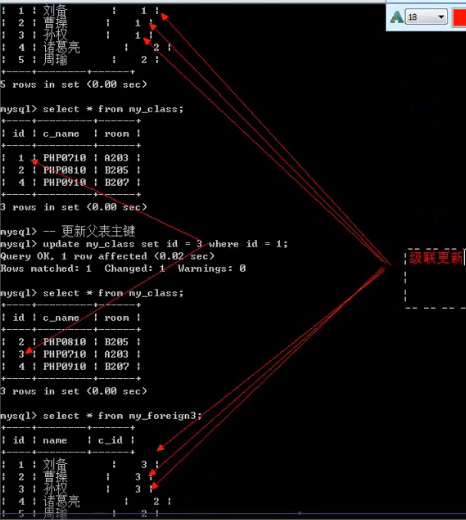 18
| 1 | 刘备 | 1 |
| 2 | 曹操 | 1 |
| 3 | 孙权 | 1 |
| 4 | 诸葛亮 | 2 |
| 5 | 周瑜 | 2 |
+----+--------+------+
5 rows in set (0.00 sec)
mysql> select * from my_class;
+----+---------+------+
| id | c_name | room |
+----+---------+------+
| 1 | PHP0710 | A203 |
| 2 | PHP0810 | B205 |
| 4 | PHP0910 | B207 |
+----+---------+------+
3 rows in set (0.00 sec)
mysql> -- 更新父表主键
mysql> update my_class set id = 3 where id = 1;
Query OK, 1 row affected (0.02 sec)
Rows matched: 1 Changed: 1 Warnings: 0
级联更新
mysql> select * from my_class;
+----+---------+------+
| id | c_name | room |
+----+---------+------+
| 2 | PHP0810 | B205 |
| 3 | PHP0710 | A203 |
| 4 | PHP0910 | B207 |
+----+---------+------+
3 rows in set (0.00 sec)
mysql> select * from my_foreign3;
+----+--------+------+
| id | name | c_id |
+----+--------+------+
| 1 | 刘备 | 3 |
| 2 | 曹操 | 3 |
| 3 | 孙权 | 3 |
| 4 | 诸葛亮 | 2 |
| 5 | 周瑜 | 2 |